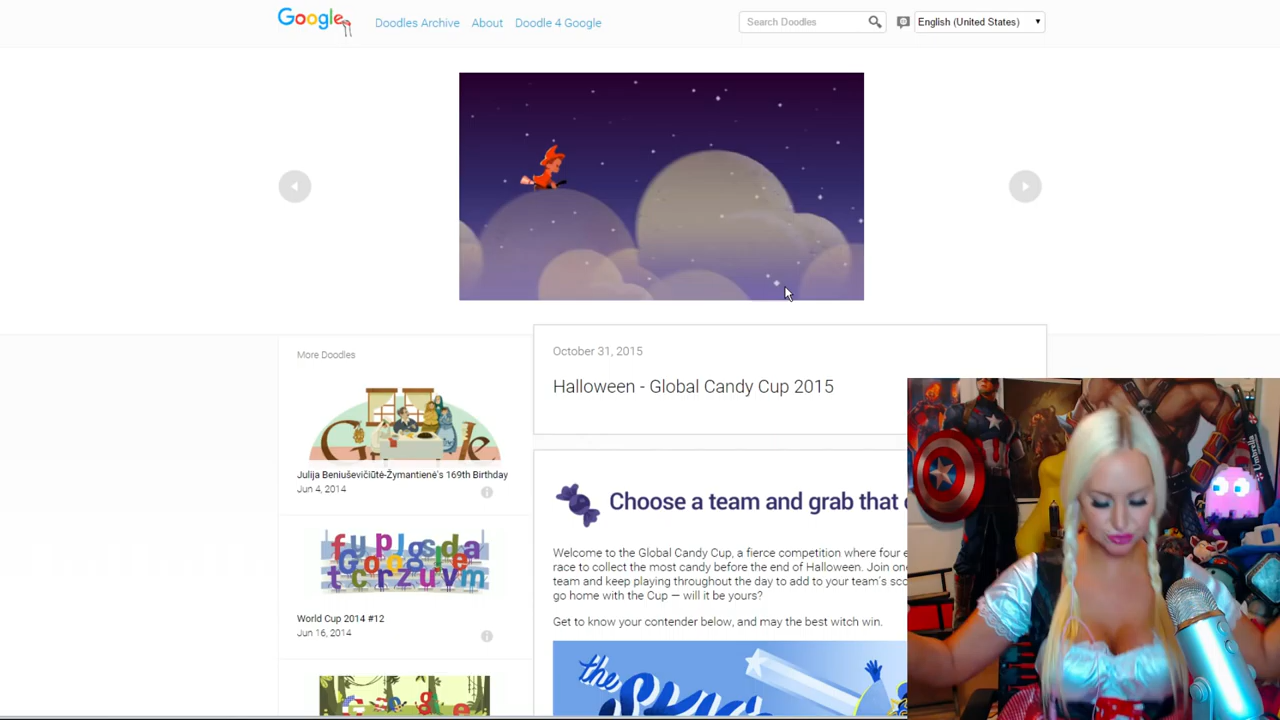 Google
Doodles Archive
About
Doodle 4 Google
Search Doodles
English (United States)
October 31, 2015
Halloween - Global Candy Cup 2015
More Doodles
Julija Beniuševičiūtė-Žymantienė's 169th Birthday
Jun 4, 2014
World Cup 2014 #12
Jun 16, 2014
Choose a team and grab that
Welcome to the Global Candy Cup, a fierce competition where four
race to collect the most candy before the end of Halloween. Join one
team and keep playing throughout the day to add to your team's sco
go home with the Cup — will it be yours?
Get to know your contender below, and may the best witch win.
the
Umbrella